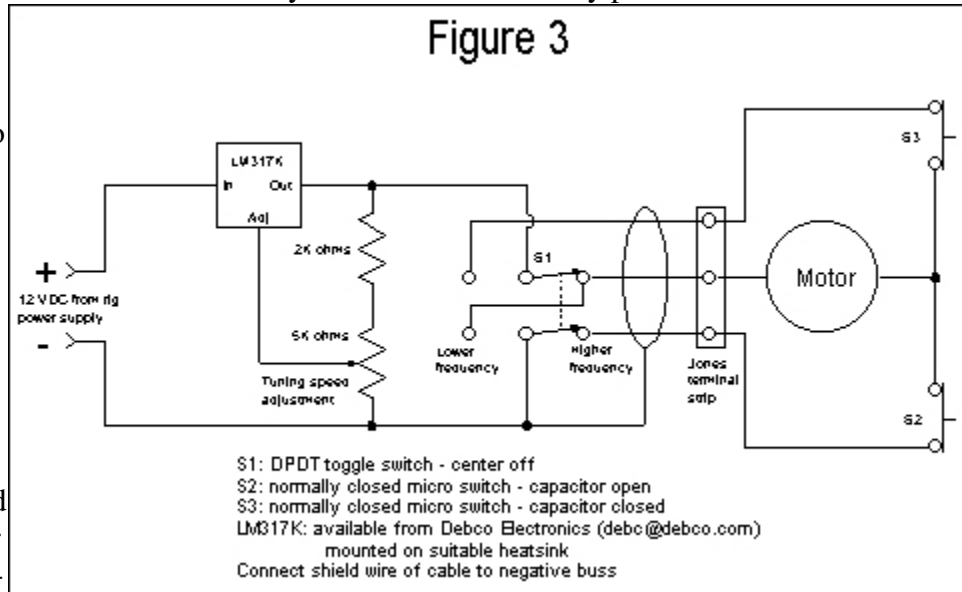 Figure 3
LM317K
In Out
Adj
2K ohms
5K ohms
Tuning speed
adjustment
+
12 VDC from rig
power supply
-
S1
Lower
frequency
Higher
frequency
Jones
terminal
strip
Motor
S3
S2
S1: DPDT toggle switch - center off
S2: normally closed micro switch - capacitor open
S3: normally closed micro switch - capacitor closed
LM317K: available from Debco Electronics (debc@debco.com)
mounted on suitable heatsink
Connect shield wire of cable to negative buss